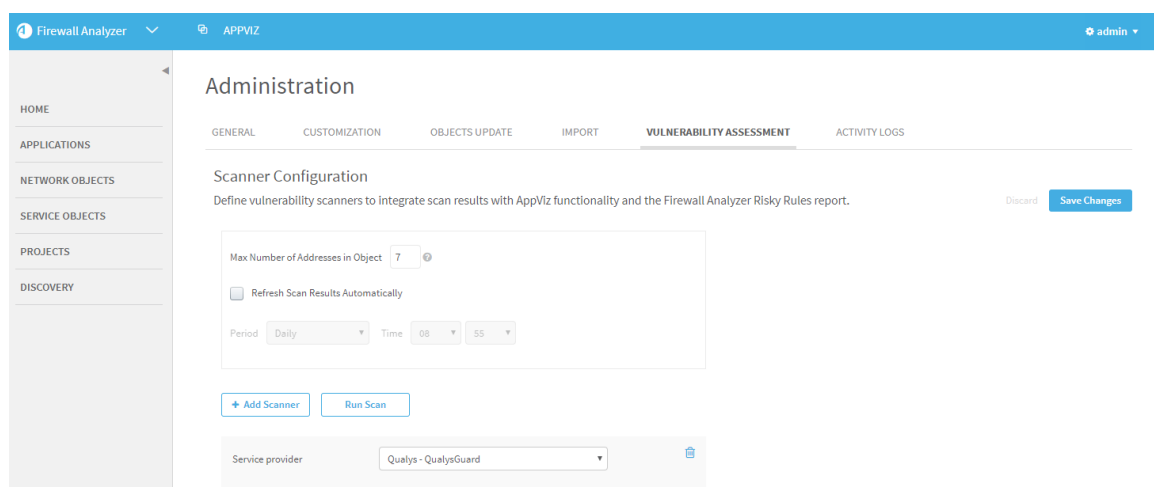 Firewall Analyzer APPVIZ admin
Administration
HOME
GENERAL CUSTOMIZATION OBJECTS UPDATE IMPORT VULNERABILITY ASSESSMENT ACTIVITY LOGS
APPLICATIONS
NETWORK OBJECTS
SERVICE OBJECTS
PROJECTS
DISCOVERY
Scanner Configuration
Define vulnerability scanners to integrate scan results with AppViz functionality and the Firewall Analyzer Risky Rules report.
Discard Save Changes
Max Number of Addresses in Object 7 ?
Refresh Scan Results Automatically
Period Daily Time 08 55
+ Add Scanner Run Scan
Service provider Qualys - QualysGuard